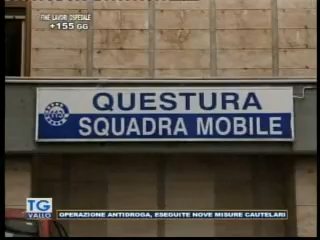 FINE LAVORI OSPEDALE
+155 GG
QUESTURA
SQUADRA MOBILE
TG
VALLO
OPERAZIONE ANTIDROGA, ESEGUITE NOVE MISURE CAUTELARI